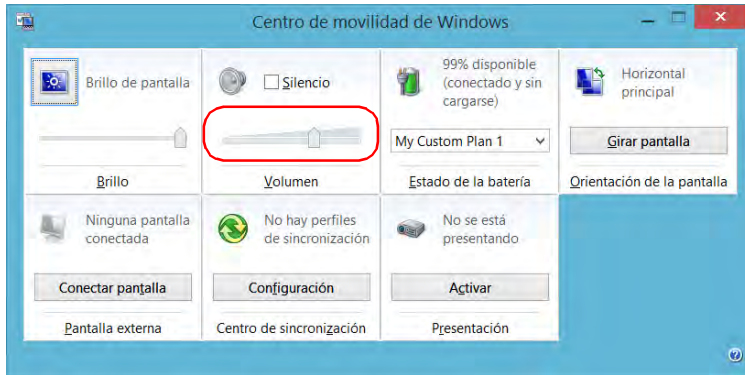 Centro de movilidad de Windows
Brillo de pantalla
Brillo
Silencio
Volumen
99% disponible
(conectado y sin
cargarse)
My Custom Plan 1
Estado de la batería
Horizontal
principal
Girar pantalla
Orientación de la pantalla
Ninguna pantalla
conectada
Conectar pantalla
Pantalla externa
No hay perfiles
de sincronización
Configuración
Centro de sincronización
No se está
presentando
Activar
Presentación